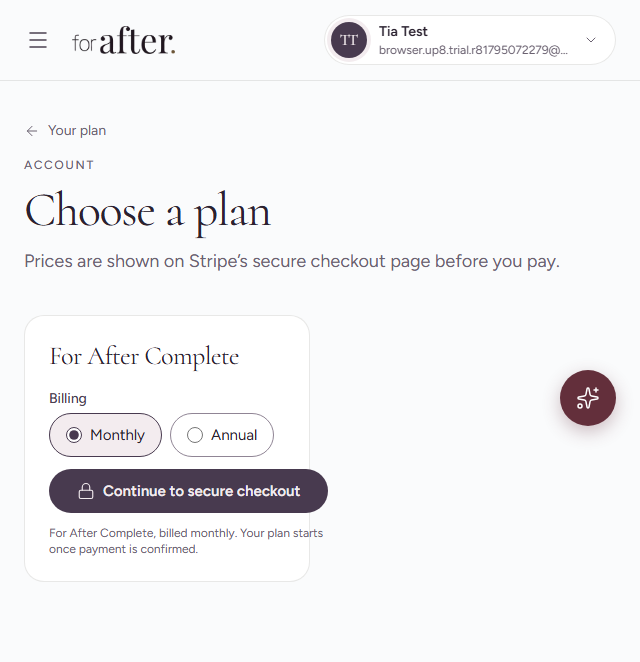 for after.
TT
Tia Test
browser.up8.trial.r81795072279@...
Your plan
ACCOUNT
Choose a plan
Prices are shown on Stripe’s secure checkout page before you pay.
For After Complete
Billing
Monthly
Annual
Continue to secure checkout
For After Complete, billed monthly. Your plan starts
once payment is confirmed.